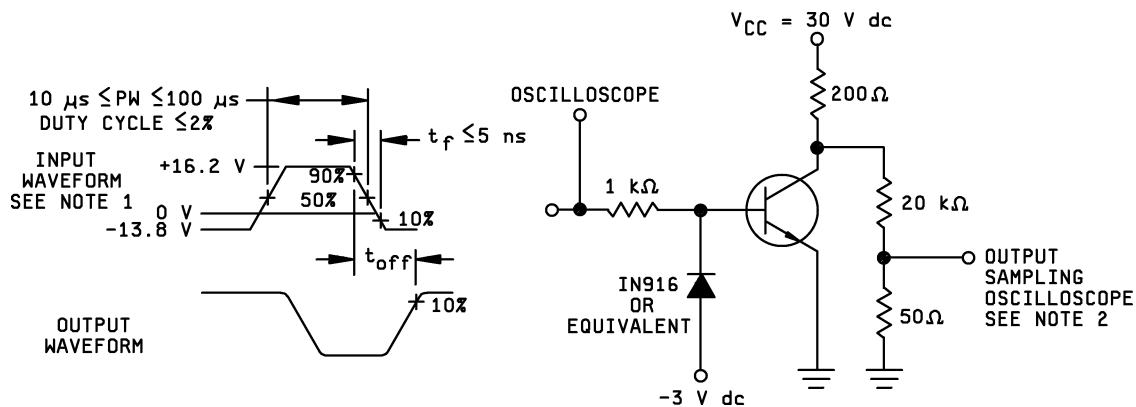 V_CC = 30 V dc
200Ω
10 μs ≤PW ≤100 μs
DUTY CYCLE ≤2%
OSCILLOSCOPE
t_f ≤5 ns
INPUT
WAVEFORM
SEE NOTE 1
+16.2 V
90%
50%
0 V
10%
-13.8 V
1 kΩ
20 kΩ
t_off
OUTPUT
SAMPLING
OSCILLOSCOPE
SEE NOTE 2
IN916
OR
EQUIVALENT
50Ω
10%
OUTPUT
WAVEFORM
-3 V dc